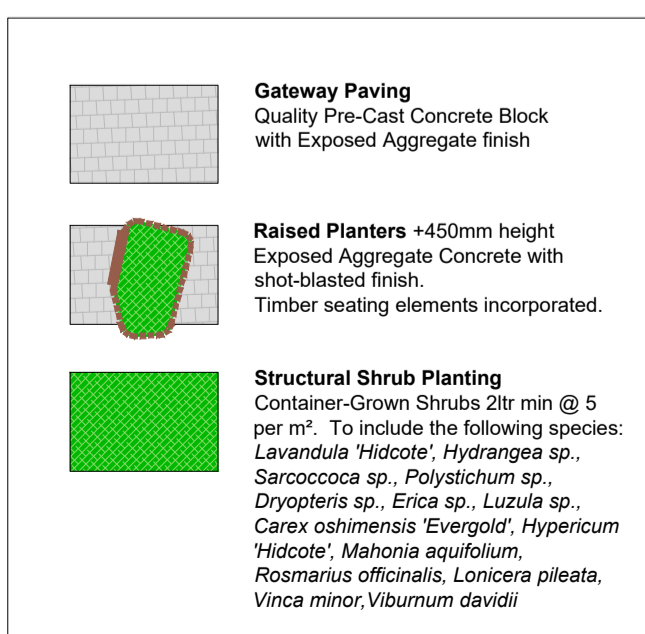 Gateway Paving
Quality Pre-Cast Concrete Block
with Exposed Aggregate finish
Raised Planters +450mm height
Exposed Aggregate Concrete with
shot-blasted finish.
Timber seating elements incorporated.
Structural Shrub Planting
Container-Grown Shrubs 2ltr min @ 5
per m². To include the following species:
Lavandula 'Hidcote', Hydrangea sp.,
Sarcoccoca sp., Polystichum sp.,
Dryopteris sp., Erica sp., Luzula sp.,
Carex oshimensis 'Evergold', Hypericum
'Hidcote', Mahonia aquifolium,
Rosmarius officinalis, Lonicera pileata,
Vinca minor,Viburnum davidii